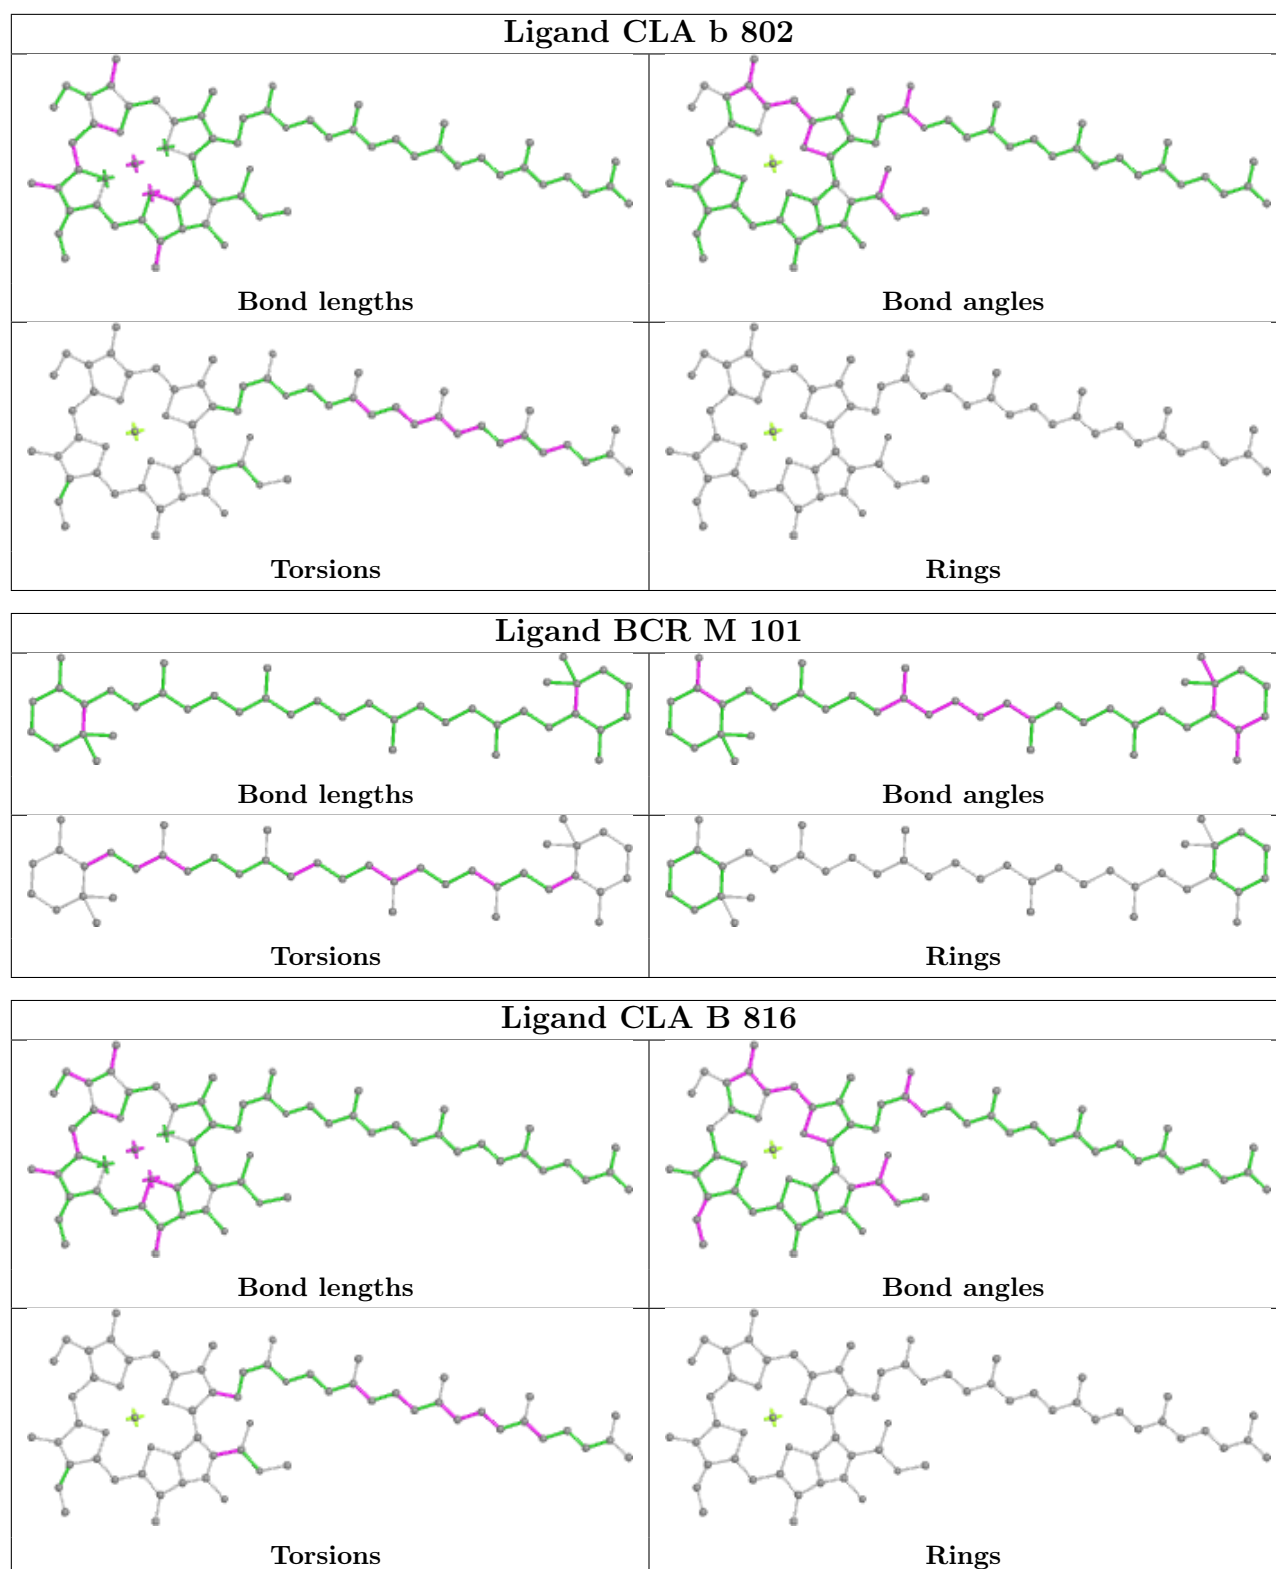 Ligand CLA b 802
Bond lengths
Bond angles
Torsions
Rings
Ligand BCR M 101
Bond lengths
Bond angles
Torsions
Rings
Ligand CLA B 816
Bond lengths
Bond angles
Torsions
Rings